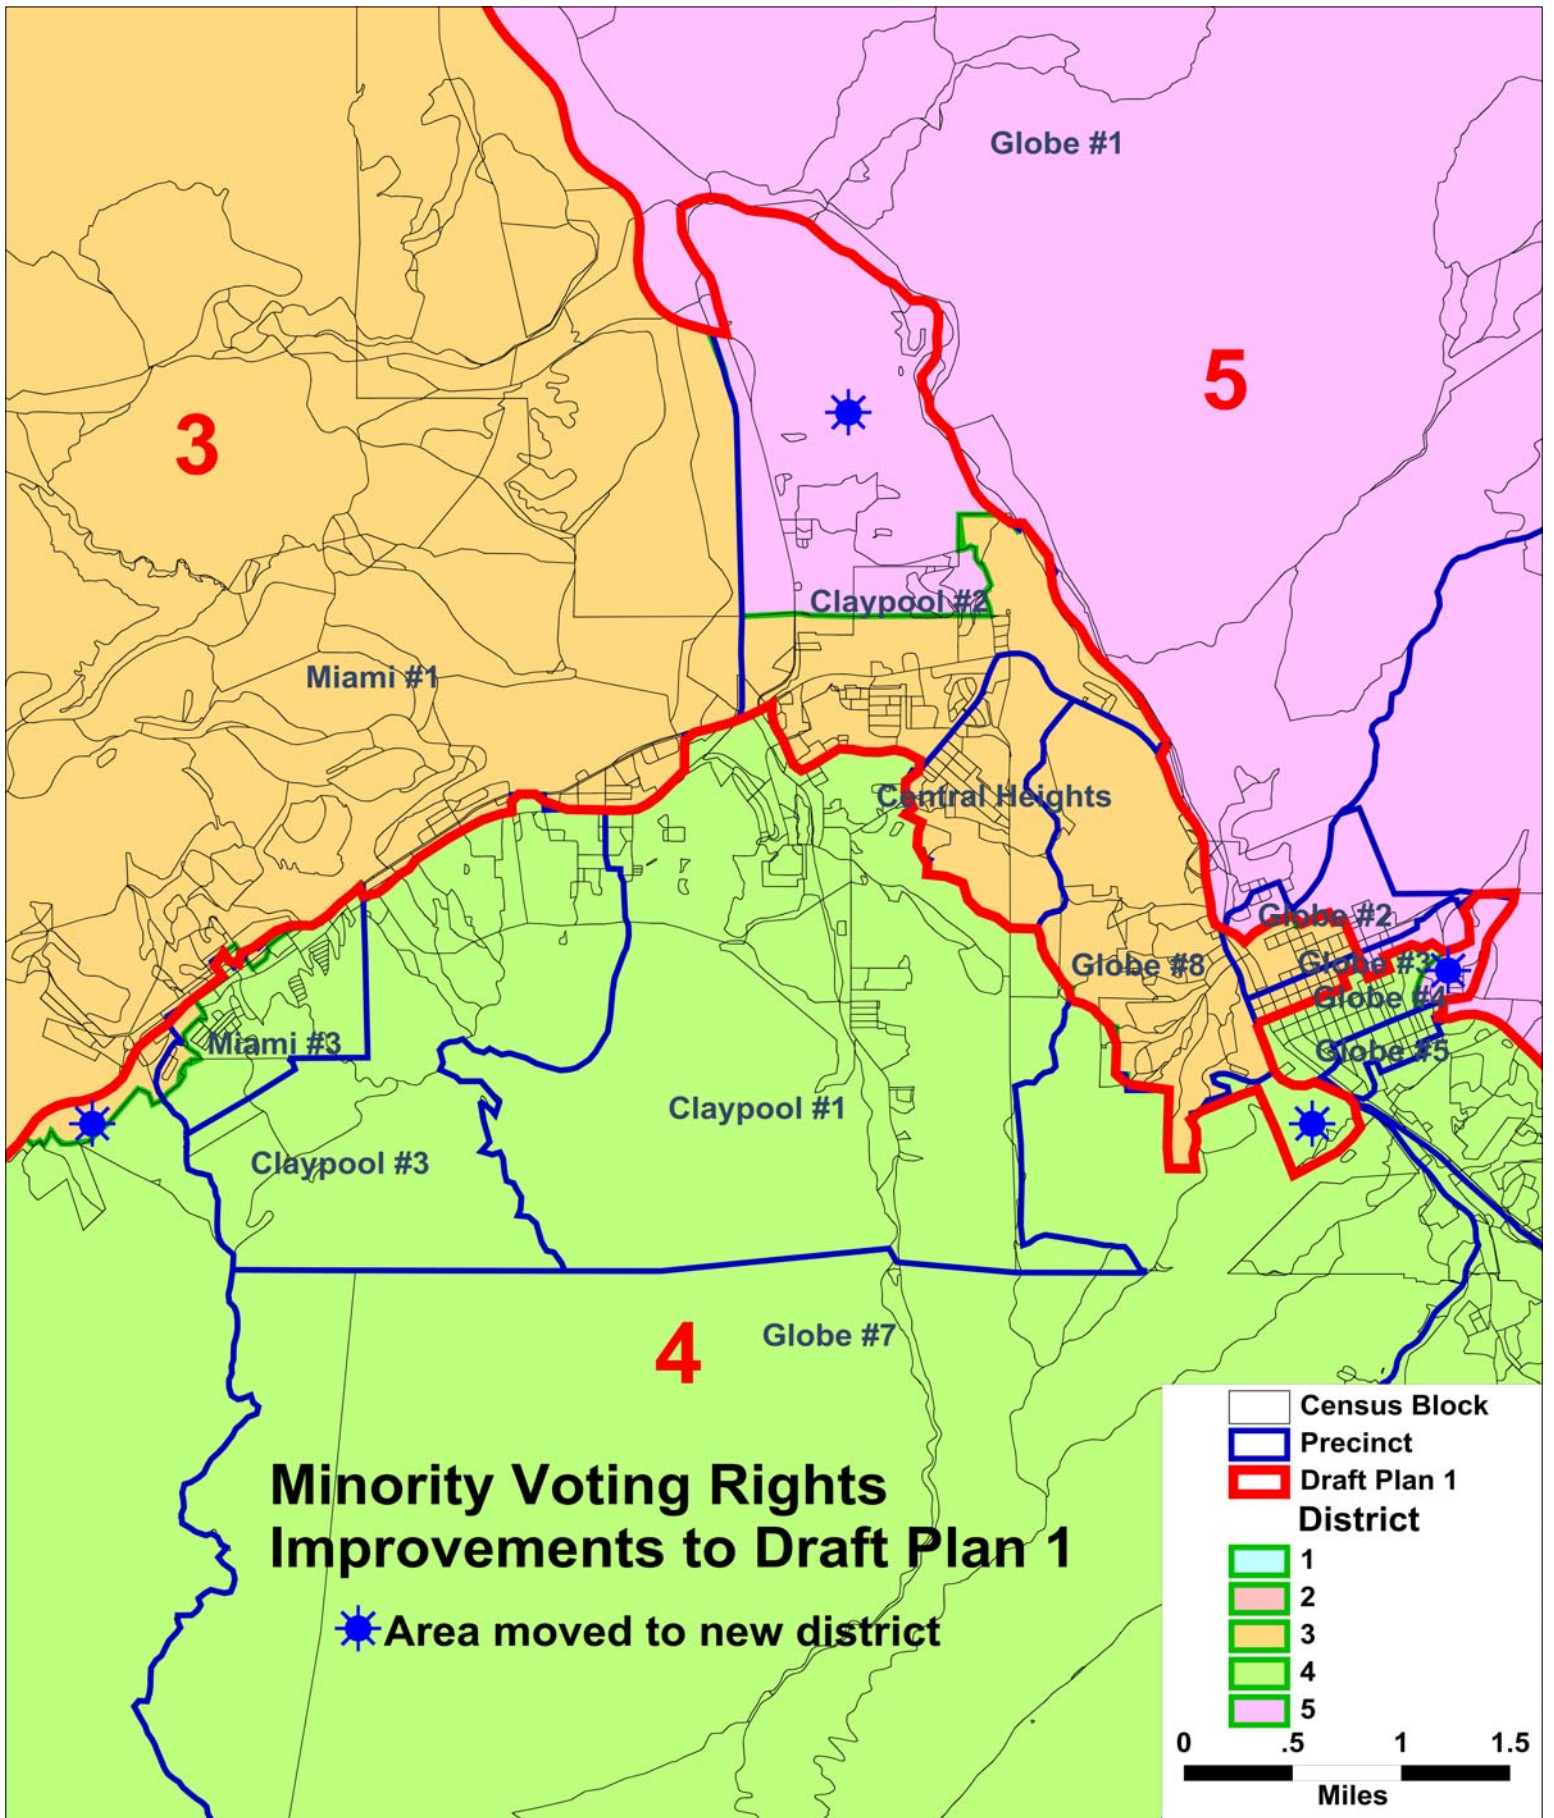 Globe #1
5
3
Claypool #2
Miami #1
Central Heights
Globe #2
Globe #8
Globe #3
Globe #4
Miami #3
Globe #5
Claypool #1
Claypool #3
Globe #7
4
Minority Voting Rights
Improvements to Draft Plan 1
Area moved to new district
Census Block
Precinct
Draft Plan 1
District
1
2
3
4
5
0 .5 1 1.5
Miles